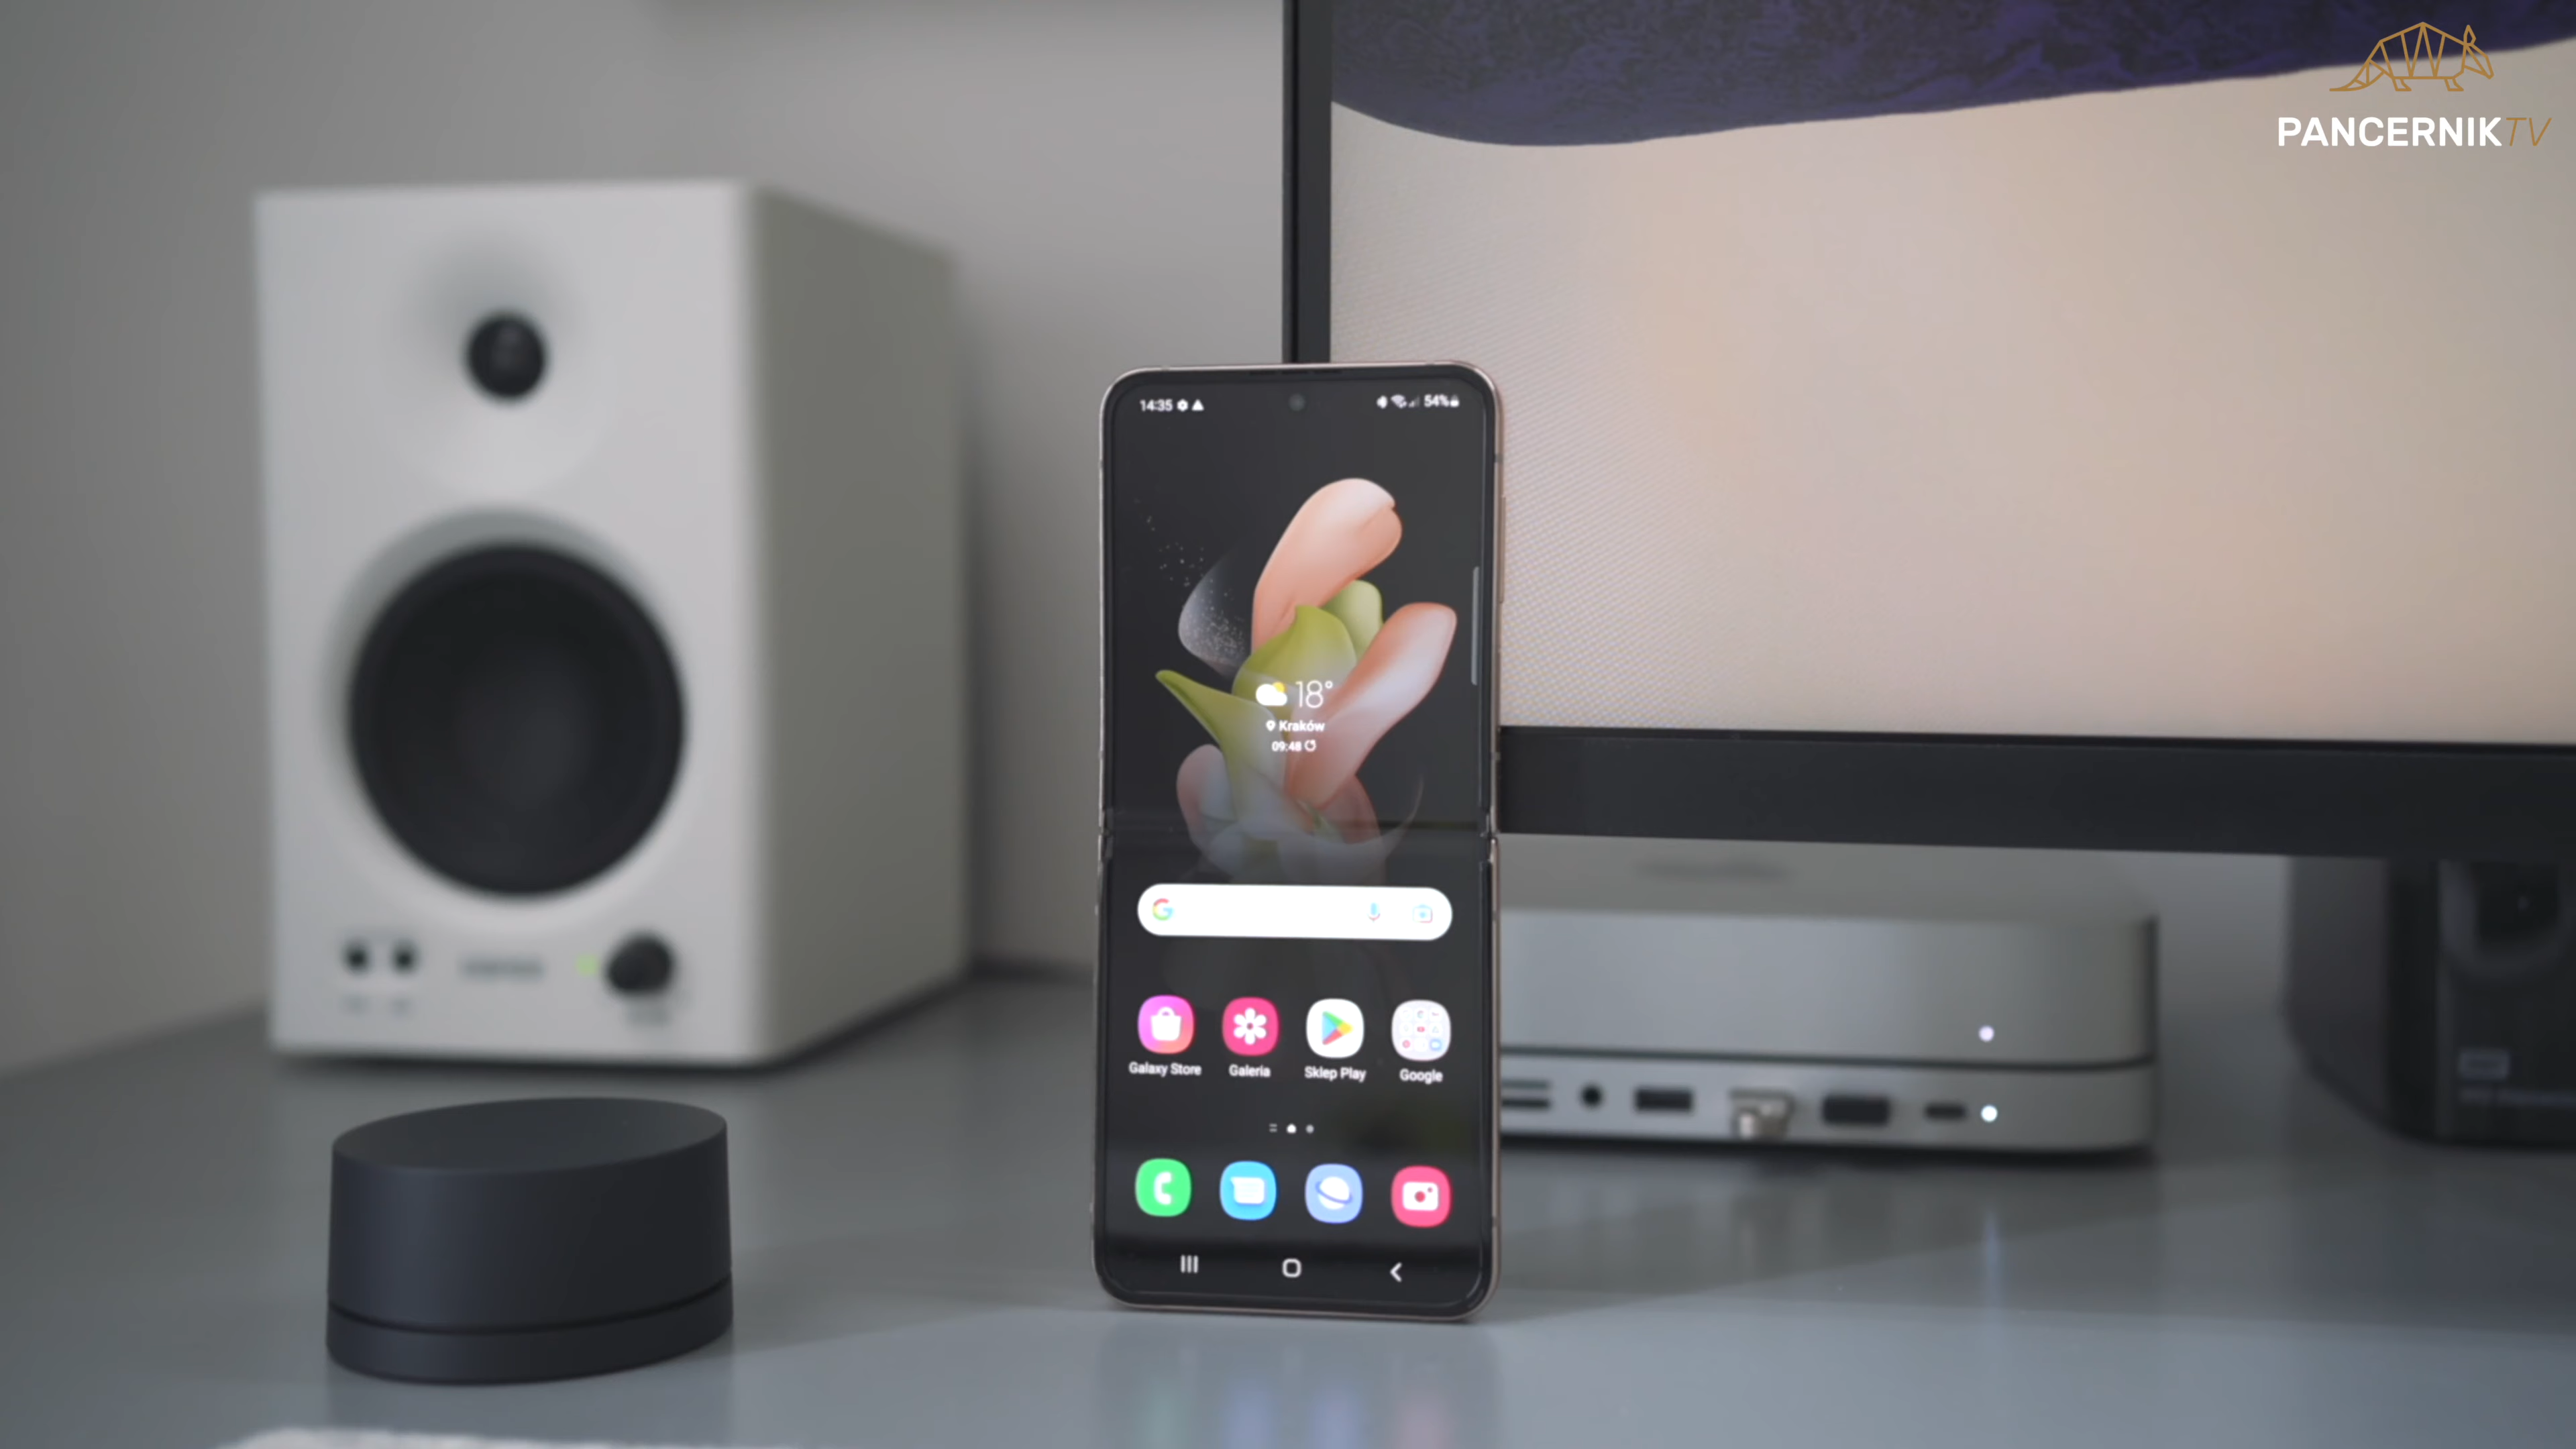 PANCERNIKTV
14:35
54%
18°
Kraków
09:48
Galaxy Store
Galeria
Sklep Play
Google